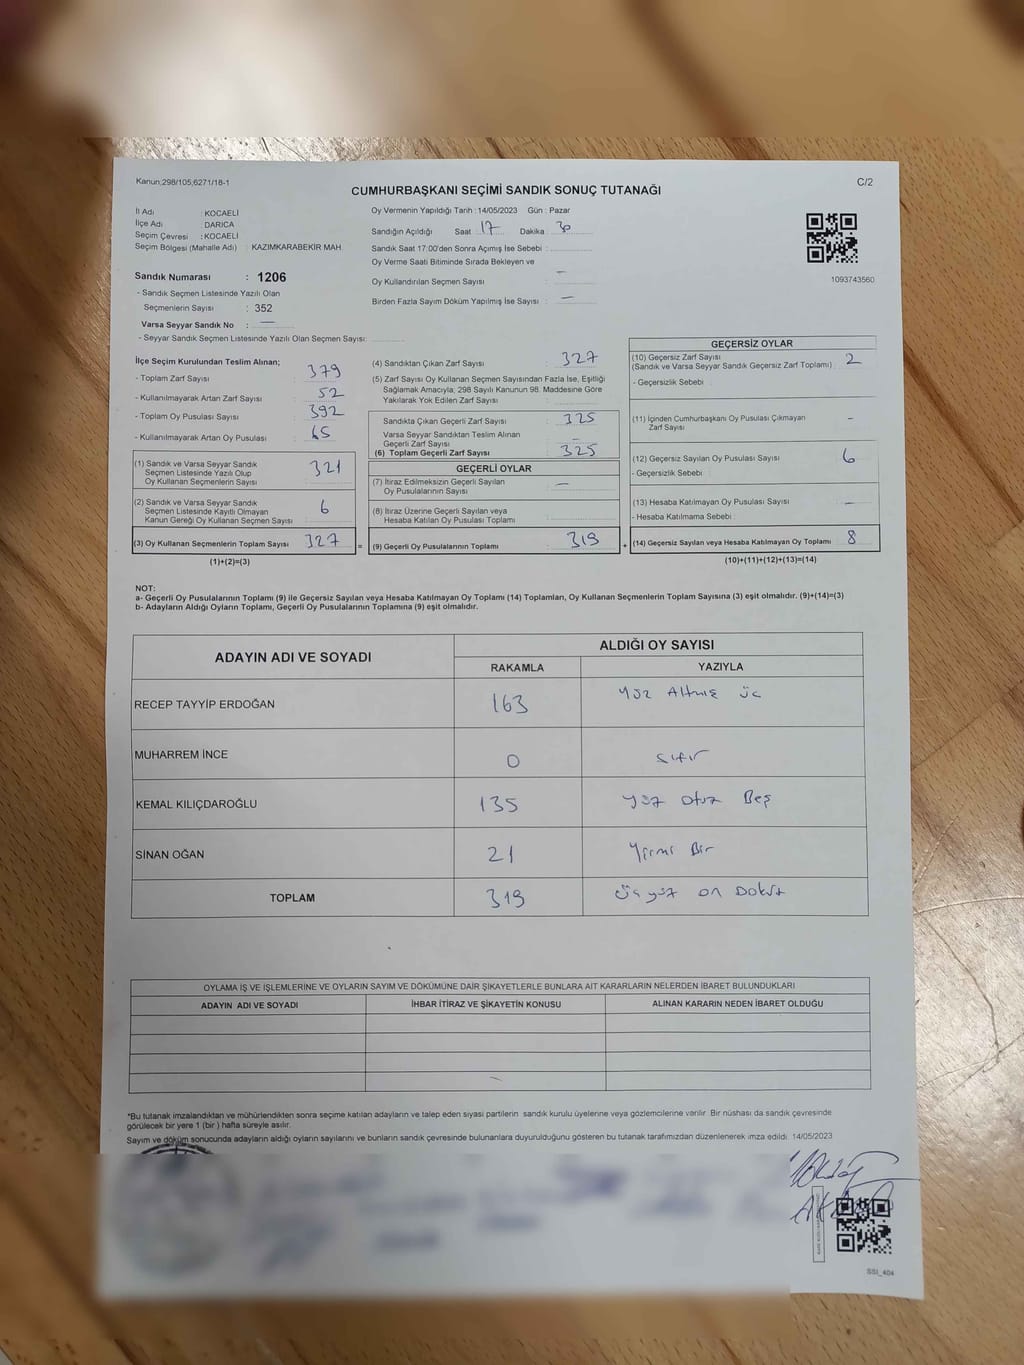 Kanun;298/105;6271/18-1
C/2
CUMHURBAŞKANI SEÇİMİ SANDIK SONUÇ TUTANAĞI
İl Adı : KOCAELİ
İlçe Adı : DARICA
Seçim Çevresi : KOCAELİ
Seçim Bölgesi (Mahalle Adı) : KAZIMKARABEKİR MAH.
Sandık Numarası : 1206
- Sandık Seçmen Listesinde Yazılı Olan
Seçmenlerin Sayısı : 352
Varsa Seyyar Sandık No : —
- Seyyar Sandık Seçmen Listesinde Yazılı Olan Seçmen Sayısı:
Oy Vermenin Yapıldığı Tarih : 14/05/2023 Gün : Pazar
Sandığın Açıldığı Saat 17 Dakika : 30
Sandık Saat 17:00'den Sonra Açımış İse Sebebi :
Oy Verme Saati Bitiminde Sırada Bekleyen ve
Oy Kullandırılan Seçmen Sayısı : —
Birden Fazla Sayım Döküm Yapılmış İse Sayısı : —
1093743560
İlçe Seçim Kurulundan Teslim Alınan;
- Toplam Zarf Sayısı : 379
- Kullanılmayarak Artan Zarf Sayısı : 52
- Toplam Oy Pusulası Sayısı : 392
- Kullanılmayarak Artan Oy Pusulası : 65
(1) Sandık ve Varsa Seyyar Sandık
Seçmen Listesinde Yazılı Olup
Oy Kullanan Seçmenlerin Sayısı : 321
(2) Sandık ve Varsa Seyyar Sandık
Seçmen Listesinde Kayıtlı Olmayan
Kanun Gereği Oy Kullanan Seçmen Sayısı : 6
(3) Oy Kullanan Seçmenlerin Toplam Sayısı : 327
(1)+(2)=(3)
(4) Sandıktan Çıkan Zarf Sayısı : 327
(5) Zarf Sayısı Oy Kullanan Seçmen Sayısından Fazla İse, Eşitliği
Sağlamak Amacıyla, 298 Sayılı Kanunun 98. Maddesine Göre
Yakılarak Yok Edilen Zarf Sayısı :
Sandıkta Çıkan Geçerli Zarf Sayısı : 325
Varsa Seyyar Sandıktan Teslim Alınan
Geçerli Zarf Sayısı : —
(6) Toplam Geçerli Zarf Sayısı : 325
GEÇERLİ OYLAR
(7) İtiraz Edilmeksizin Geçerli Sayılan
Oy Pusulalarının Sayısı : —
(8) İtiraz Üzerine Geçerli Sayılan veya
Hesaba Katılan Oy Pusulası Toplamı :
= (9) Geçerli Oy Pusulalarının Toplamı : 319
GEÇERSİZ OYLAR
(10) Geçersiz Zarf Sayısı
(Sandık ve Varsa Seyyar Sandık Geçersiz Zarf Toplamı) : 2
- Geçersizlik Sebebi :
(11) İçinden Cumhurbaşkanı Oy Pusulası Çıkmayan
Zarf Sayısı : -
(12) Geçersiz Sayılan Oy Pusulası Sayısı : 6
- Geçersizlik Sebebi :
(13) Hesaba Katılmayan Oy Pusulası Sayısı : —
- Hesaba Katılmama Sebebi :
+ (14) Geçersiz Sayılan veya Hesaba Katılmayan Oy Toplamı : 8
(10)+(11)+(12)+(13)=(14)
NOT:
a- Geçerli Oy Pusulalarının Toplamı (9) ile Geçersiz Sayılan veya Hesaba Katılmayan Oy Toplamı (14) Toplamları, Oy Kullanan Seçmenlerin Toplam Sayısına (3) eşit olmalıdır. (9)+(14)=(3)
b- Adayların Aldığı Oyların Toplamı, Geçerli Oy Pusulalarının Toplamına (9) eşit olmalıdır.
ADAYIN ADI VE SOYADI
ALDIĞI OY SAYISI
RAKAMLA YAZIYLA
RECEP TAYYİP ERDOĞAN 163 Yüz Altmış üç
MUHARREM İNCE 0 sıfır
KEMAL KILIÇDAROĞLU 135 yüz otuz Beş
SİNAN OĞAN 21 Yirmi Bir
TOPLAM 319 Üç yüz on Dokuz
OYLAMA İŞ VE İŞLEMLERİNE VE OYLARIN SAYIM VE DÖKÜMÜNE DAİR ŞİKAYETLERLE BUNLARA AİT KARARLARIN NELERDEN İBARET BULUNDUKLARI
ADAYIN ADI VE SOYADI İHBAR İTİRAZ VE ŞİKAYETİN KONUSU ALINAN KARARIN NEDEN İBARET OLDUĞU
*Bu tutanak imzalandıktan ve mühürlendikten sonra seçime katılan adayların ve talep eden siyasi partilerin sandık kurulu üyelerine veya gözlemcilerine verilir. Bir nüshası da sandık çevresinde
görülecek bir yere 1 (bir ) hafta süreyle asılır.
Sayım ve döküm sonucunda adayların aldığı oyların sayılarını ve bunların sandık çevresinde bulunanlara duyurulduğunu gösteren bu tutanak tarafımızdan düzenlenerek imza edildi. 14/05/2023
SSI_404